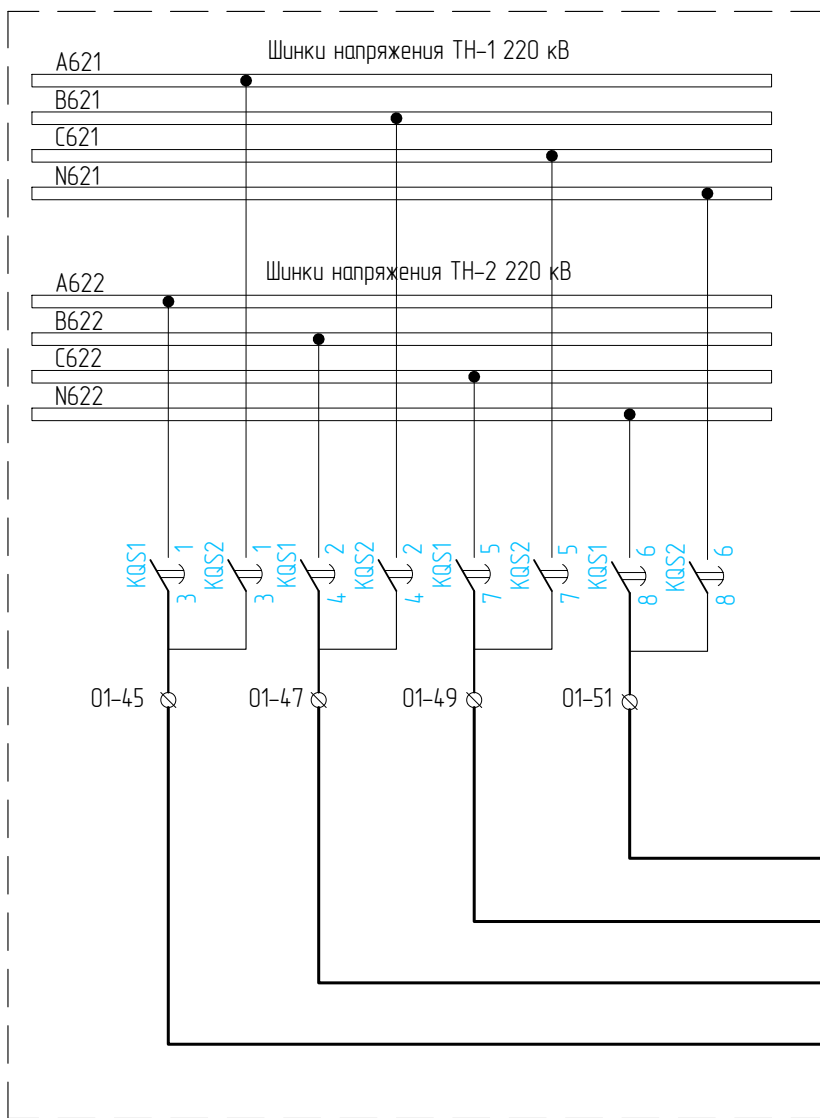 Шинки напряжения ТН-1 220 кВ
A621
B621
C621
N621
Шинки напряжения ТН-2 220 кВ
A622
B622
C622
N622
KQS1 1 3
KQS2 1 3
KQS1 2 4
KQS2 2 4
KQS1 5 7
KQS2 5 7
KQS1 6 8
KQS2 6 8
01-45
01-47
01-49
01-51